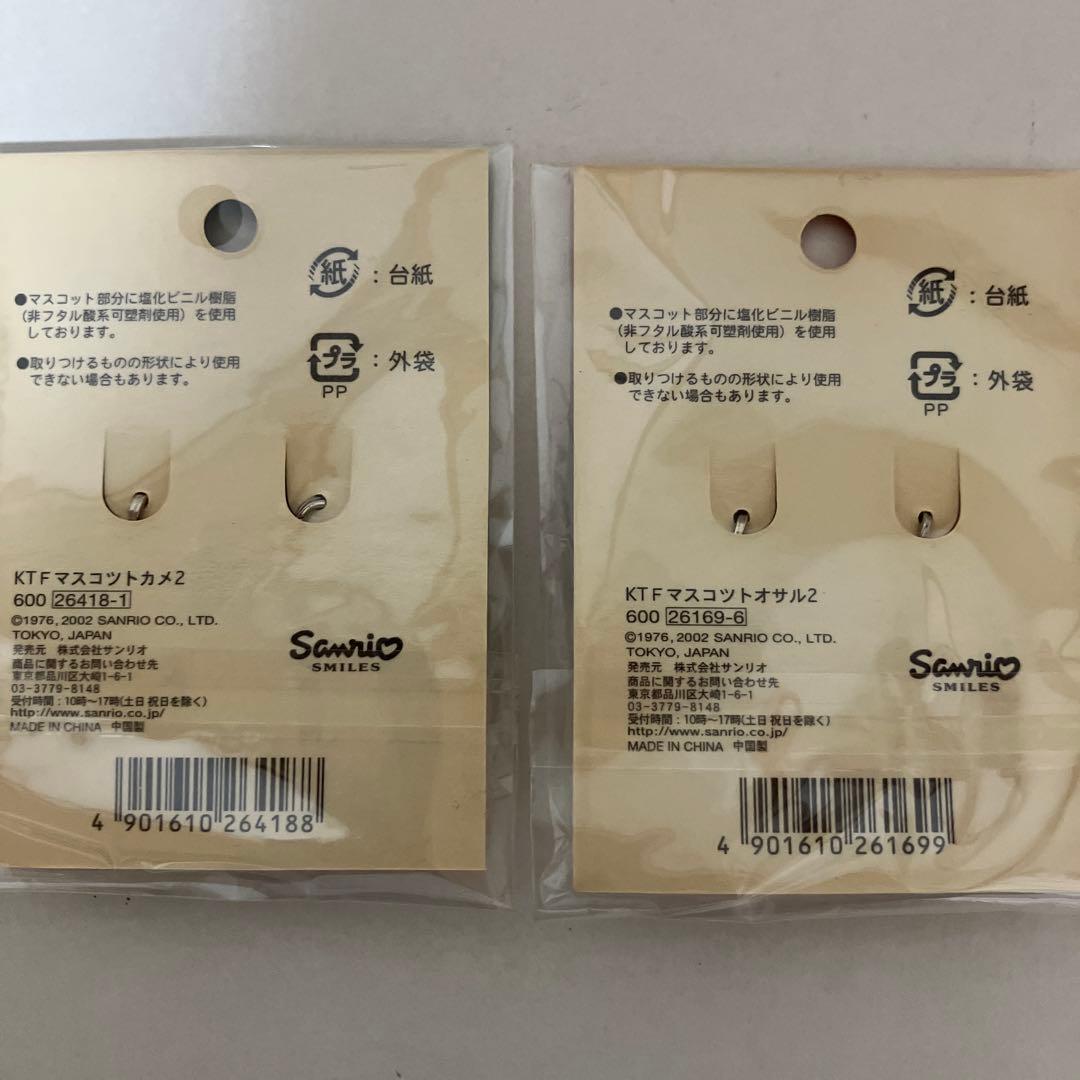 紙:台紙
●マスコット部分に塩化ビニル樹脂
(非フタル酸系可塑剤使用)を使用
しております。
プラ:外袋
PP
●取りつけるものの形状により使用
できない場合もあります。
KTFマスコツトカメ2
600 26418-1
©1976, 2002 SANRIO CO., LTD.
TOKYO, JAPAN
発売元 株式会社サンリオ
商品に関するお問い合わせ先
東京都品川区大崎1-6-1
03-3779-8148
受付時間:10時〜17時(土日 祝日を除く)
http://www.sanrio.co.jp/
MADE IN CHINA 中国製
Sanrio
SMILES
4 901610 264188
紙:台紙
●マスコット部分に塩化ビニル樹脂
(非フタル酸系可塑剤使用)を使用
しております。
プラ:外袋
PP
●取りつけるものの形状により使用
できない場合もあります。
KTFマスコツトオサル2
600 26169-6
©1976, 2002 SANRIO CO., LTD.
TOKYO, JAPAN
発売元 株式会社サンリオ
商品に関するお問い合わせ先
東京都品川区大崎1-6-1
03-3779-8148
受付時間:10時〜17時(土日 祝日を除く)
http://www.sanrio.co.jp/
MADE IN CHINA 中国製
Sanrio
SMILES
4 901610 261699